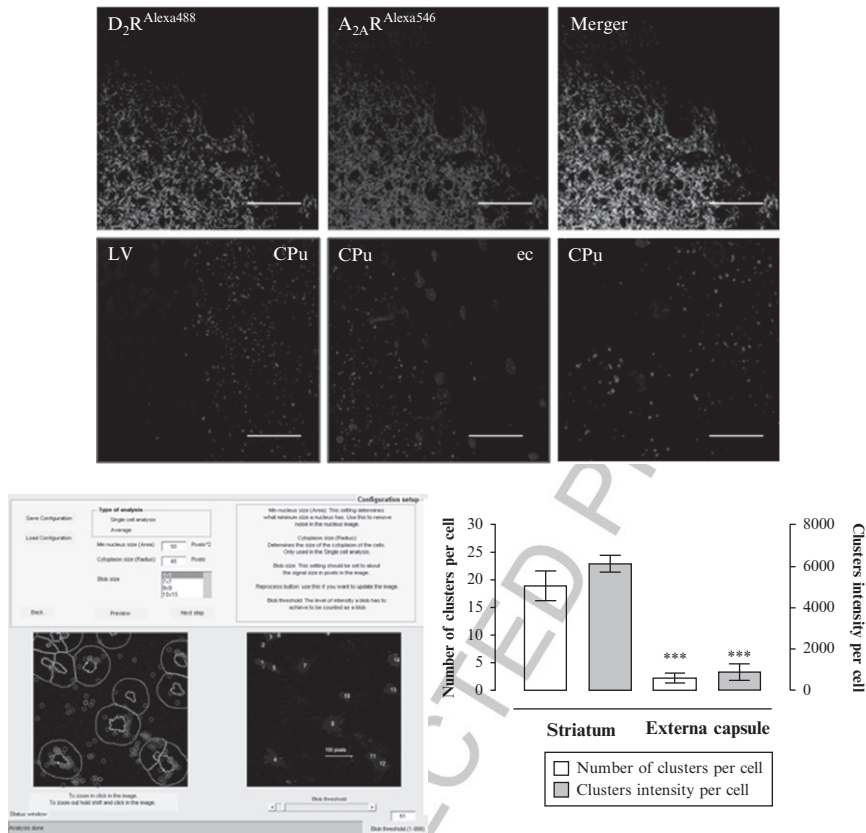 D2R Alexa488
A2AR Alexa546
Merger
LV CPu
CPu ec
CPu
Configuration setup
Save Configuration
Load Configuration
Type of analysis
Single cell analysis
Average
Min nucleus size (Area) 50 Pixels^2
Cytoplasm size (Radius) 45 Pixels
Blob size
7x7
9x9
15x15
Back
Preview
Next step
Min nucleus size (Area): This setting determines
what minimum size a nucleus has. Use this to remove
noise in the nucleus image.
Cytoplasm size (Radius)
Determines the size of the cytoplasm of the cells.
Only used in the Single cell analysis.
Blob size: This setting should be set to about
the signal size in pixels in the image.
Reprocess button: use this if you want to update the image.
Blob threshold: The level of intensity a blob has to
achieve to be counted as a blob
100 pixels
To zoom in click in the image.
To zoom out hold shift and click in the image.
Blob threshold
Status window
Analysis done
Blob threshold (1-888)
Number of clusters per cell
30
25
20
15
10
5
0
8000
6000
4000
2000
0
Clusters intensity per cell
*** ***
Striatum Externa capsule
Number of clusters per cell
Clusters intensity per cell
ECTED P